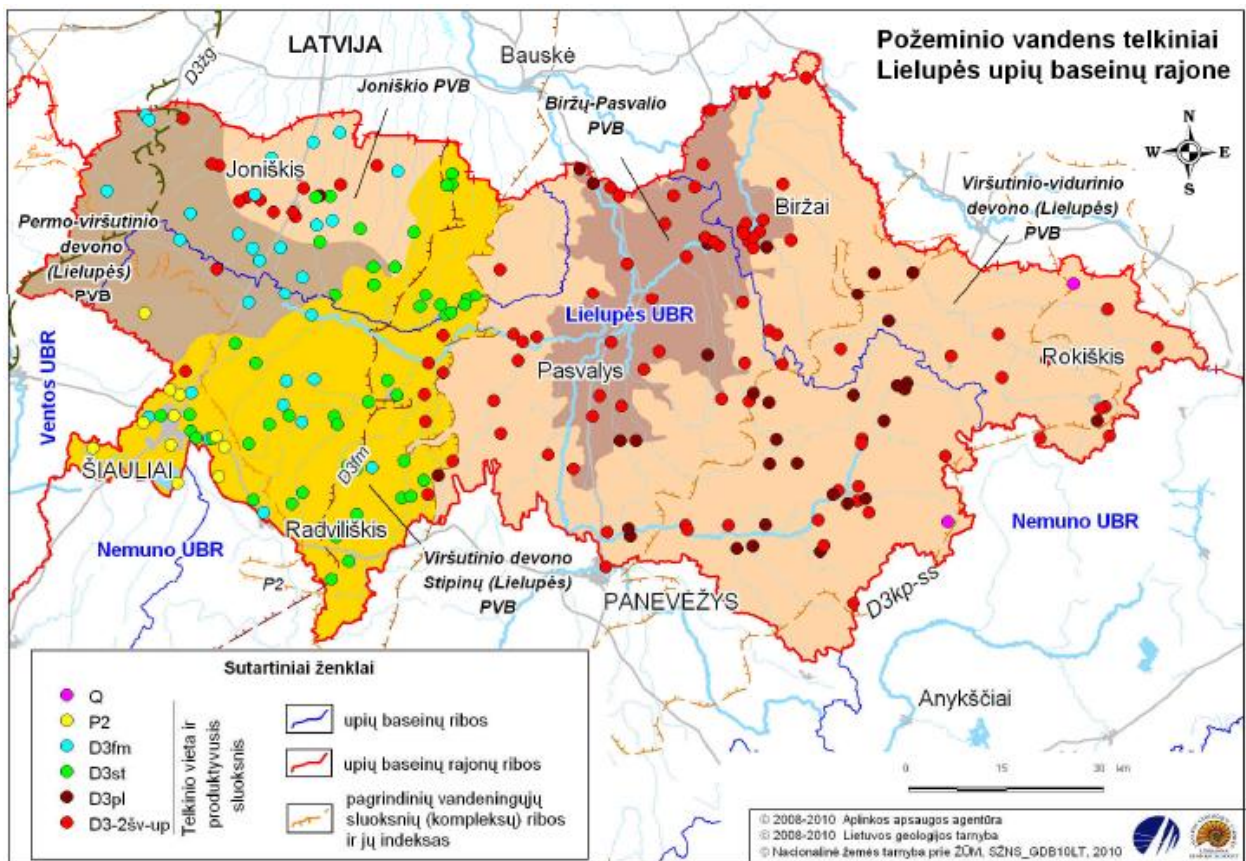 Požeminio vandens telkiniai
Lielupės upių baseinų rajone
LATVIJA
Bauskė
D3žg
Joniškio PVB
Biržų-Pasvalio
PVB
N
W E
S
Joniškis
Biržai
Viršutinio-vidurinio
devono (Lielupės)
PVB
Permo-viršutinio
devono
(Lielupės)
PVB
Lielupės UBR
Rokiškis
Pasvalys
Ventos UBR
ŠIAULIAI
D3fm
Radviliškis
Nemuno UBR
Nemuno UBR
Viršutinio devono
Stipinų (Lielupės)
PVB
P2
PANEVĖŽYS
D3kp-ss
Anykščiai
Sutartiniai ženklai
Q
P2
D3fm
D3st
D3pl
D3-2šv-up
Telkinio vieta ir
produktyvusis
sluoksnis
upių baseinų ribos
upių baseinų rajonų ribos
pagrindinių vandeningųjų
sluoksnių (kompleksų) ribos
ir jų indeksas
0 15 30 km
© 2008-2010 Aplinkos apsaugos agentūra
© 2008-2010 Lietuvos geologijos tarnyba
© Nacionalinė žemės tarnyba prie ŽŪM, SŽNS_GDB10LT, 2010